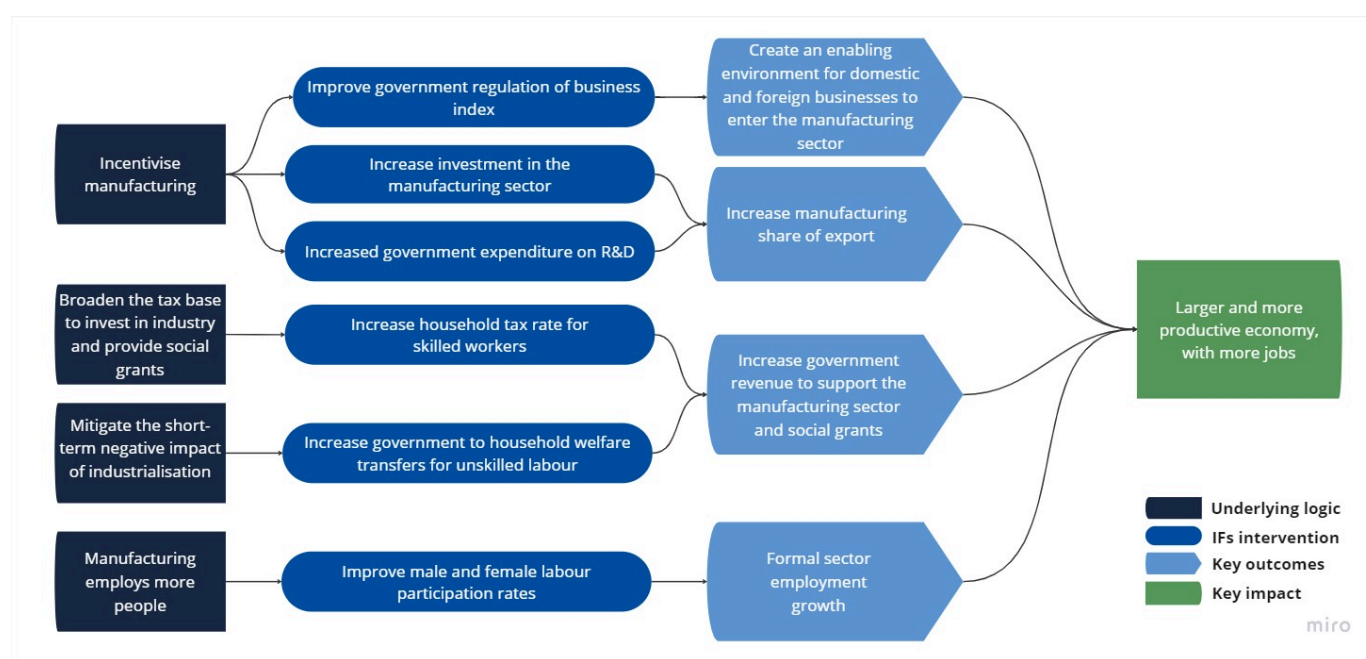 Incentivise
manufacturing
Improve government regulation of business
index
Increase investment in the
manufacturing sector
Increased government expenditure on R&D
Create an enabling
environment for domestic
and foreign businesses to
enter the manufacturing
sector
Increase manufacturing
share of export
Broaden the tax base
to invest in industry
and provide social
grants
Increase household tax rate for
skilled workers
Mitigate the short-
term negative impact
of industrialisation
Increase government to household welfare
transfers for unskilled labour
Increase government
revenue to support the
manufacturing sector
and social grants
Manufacturing
employs more
people
Improve male and female labour
participation rates
Formal sector
employment
growth
Larger and more
productive economy,
with more jobs
Underlying logic
IFs intervention
Key outcomes
Key impact
miro